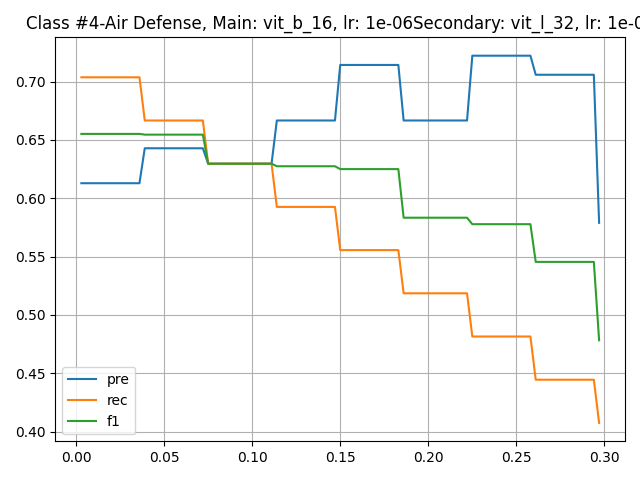 Class #4-Air Defense, Main: vit_b_16, lr: 1e-06Secondary: vit_l_32, lr: 1e-0
0.70
0.65
0.60
0.55
0.50
0.45
0.40
pre
rec
f1
0.00 0.05 0.10 0.15 0.20 0.25 0.30